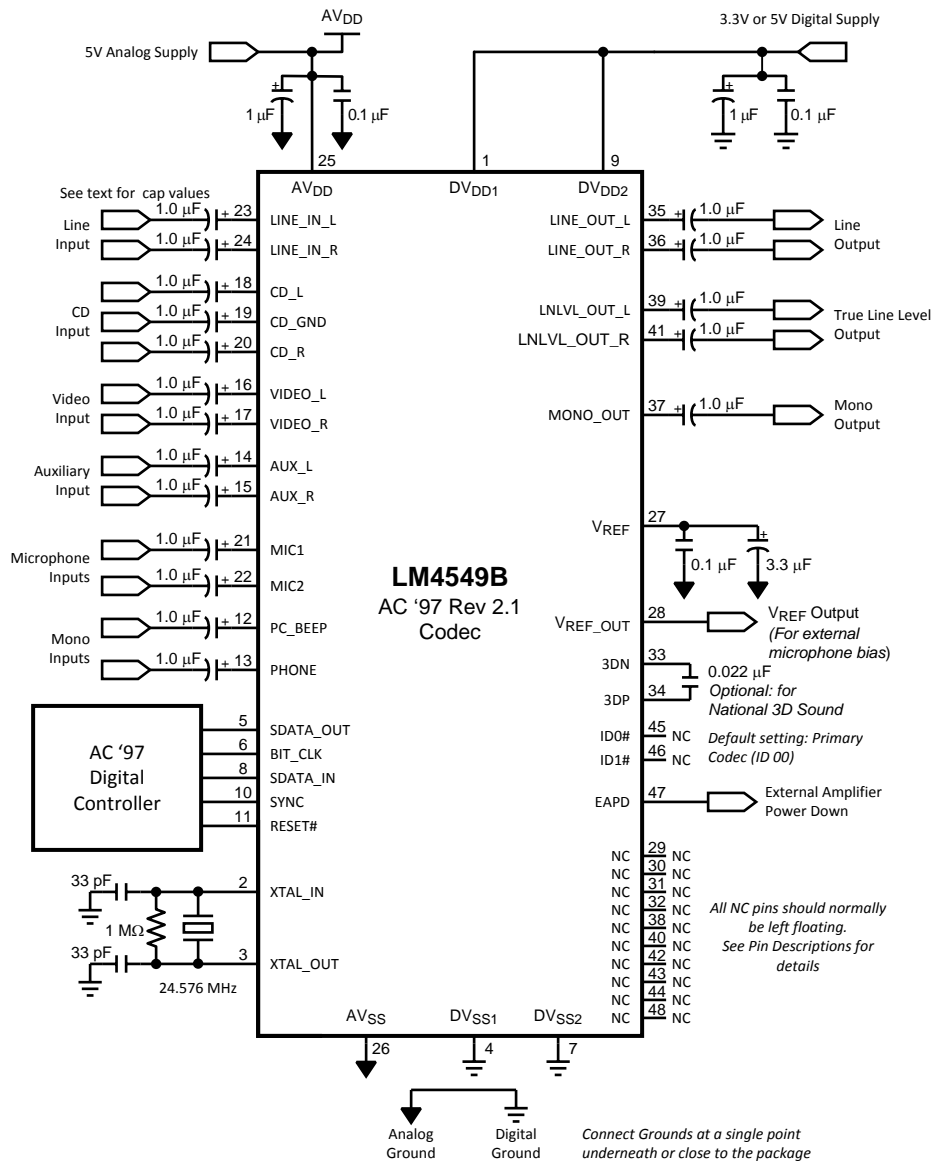 AVDD
5V Analog Supply
3.3V or 5V Digital Supply
+
1 µF
0.1 µF
+
1 µF
0.1 µF
25
1
9
AVDD
DVDD1
DVDD2
See text for cap values
Line
Input
1.0 µF + 23 LINE_IN_L
1.0 µF + 24 LINE_IN_R
CD
Input
1.0 µF + 18 CD_L
1.0 µF + 19 CD_GND
1.0 µF + 20 CD_R
Video
Input
1.0 µF + 16 VIDEO_L
1.0 µF + 17 VIDEO_R
Auxiliary
Input
1.0 µF + 14 AUX_L
1.0 µF + 15 AUX_R
Microphone
Inputs
1.0 µF + 21 MIC1
1.0 µF + 22 MIC2
Mono
Inputs
1.0 µF + 12 PC_BEEP
1.0 µF + 13 PHONE
AC ‘97
Digital
Controller
5 SDATA_OUT
6 BIT_CLK
8 SDATA_IN
10 SYNC
11 RESET#
33 pF
2 XTAL_IN
1 MΩ
33 pF
3 XTAL_OUT
24.576 MHz
LM4549B
AC ‘97 Rev 2.1
Codec
LINE_OUT_L 35 + 1.0 µF
LINE_OUT_R 36 + 1.0 µF
Line
Output
LNLVL_OUT_L 39 + 1.0 µF
LNLVL_OUT_R 41 + 1.0 µF
True Line Level
Output
MONO_OUT 37 + 1.0 µF
Mono
Output
VREF 27
0.1 µF
+
3.3 µF
VREF_OUT 28
VREF Output
(For external
microphone bias)
3DN 33
3DP 34
0.022 µF
Optional: for
National 3D Sound
ID0# 45 NC
ID1# 46 NC
Default setting: Primary
Codec (ID 00)
EAPD 47
External Amplifier
Power Down
NC 29 NC
NC 30 NC
NC 31 NC
NC 32 NC
NC 38 NC
NC 40 NC
NC 42 NC
NC 43 NC
NC 44 NC
NC 48 NC
All NC pins should normally
be left floating.
See Pin Descriptions for
details
AVSS
DVSS1
DVSS2
26
4
7
Analog
Ground
Digital
Ground
Connect Grounds at a single point
underneath or close to the package